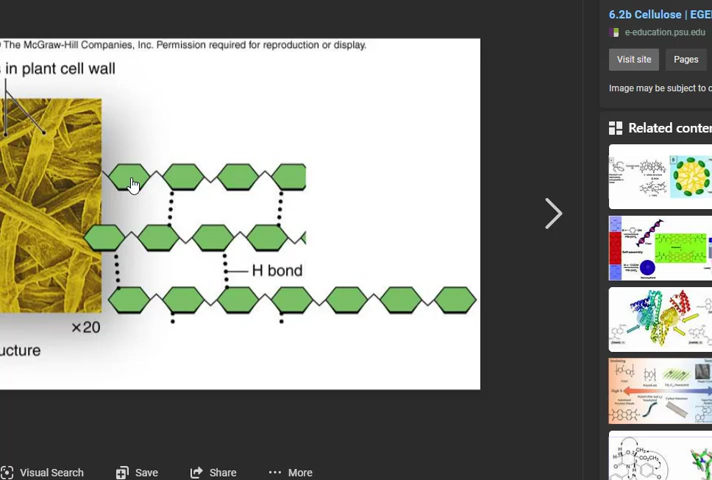 6.2b Cellulose | EGE
e-education.psu.edu
Visit site
Pages
Image may be subject to
Related conter
The McGraw-Hill Companies, Inc. Permission required for reproduction or display.
in plant cell wall
H bond
×20
ucture
Visual Search
Save
Share
More